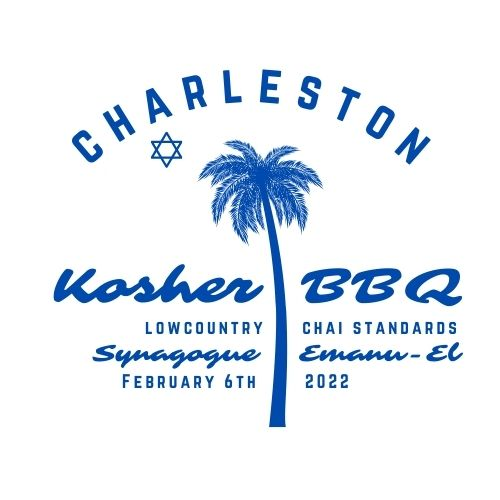 CHARLESTON
Kosher BBQ
LOWCOUNTRY CHAI STANDARDS
Synagogue Emanu-El
FEBRUARY 6TH 2022